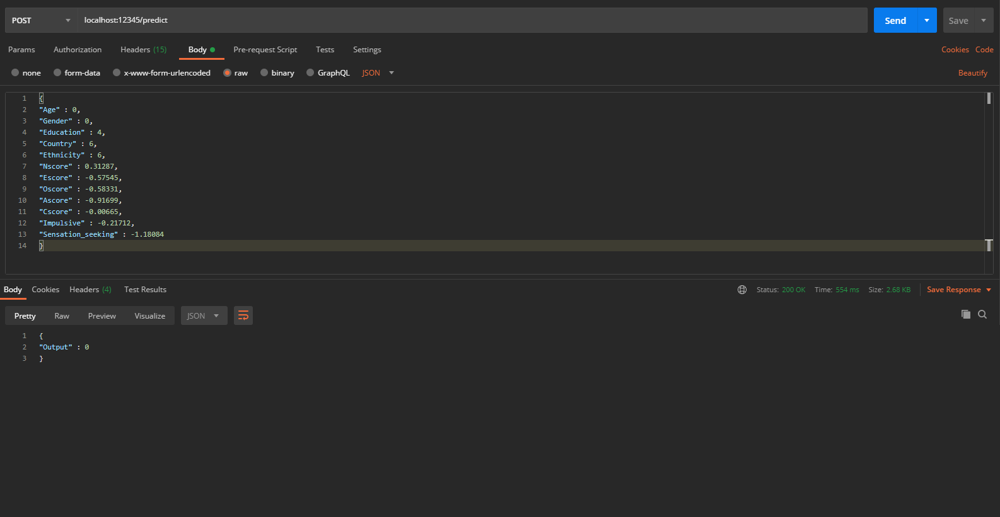 POST localhost:12345/predict Send Save
Params Authorization Headers (15) Body Pre-request Script Tests Settings Cookies Code
none form-data x-www-form-urlencoded raw binary GraphQL JSON Beautify
1 {
2 "Age" : 0,
3 "Gender" : 0,
4 "Education" : 4,
5 "Country" : 6,
6 "Ethnicity" : 6,
7 "Nscore" : 0.31287,
8 "Escore" : -0.57545,
9 "Oscore" : -0.58331,
10 "Ascore" : -0.91699,
11 "Cscore" : -0.00665,
12 "Impulsive" : -0.21712,
13 "Sensation_seeking" : -1.18084
14 }
Body Cookies Headers (4) Test Results Status: 200 OK Time: 554 ms Size: 2.68 KB Save Response
Pretty Raw Preview Visualize JSON
1 {
2 "Output" : 0
3 }